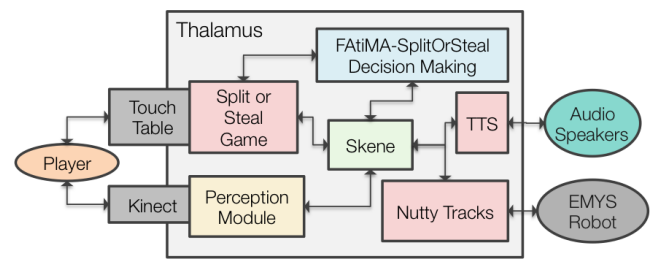 Thalamus
FAtiMA-SplitOrSteal
Decision Making
Touch
Table
Split or
Steal
Game
TTS
Audio
Speakers
Skene
Player
Kinect
Perception
Module
Nutty Tracks
EMYS
Robot